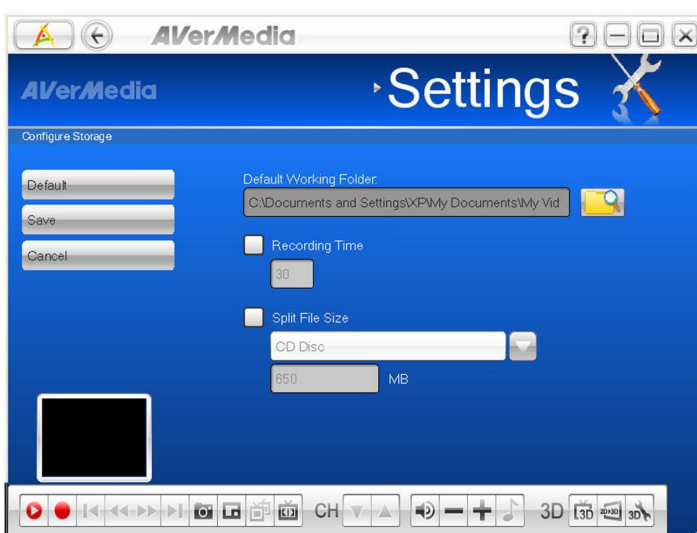 AVerMedia
AVerMedia
Settings
Configure Storage
Default
Save
Cancel
Default Working Folder:
C:\Documents and Settings\XP\My Documents\My Vid
Recording Time
30
Split File Size
CD Disc
650 MB
CH
3D
3D
2D>3D
3D